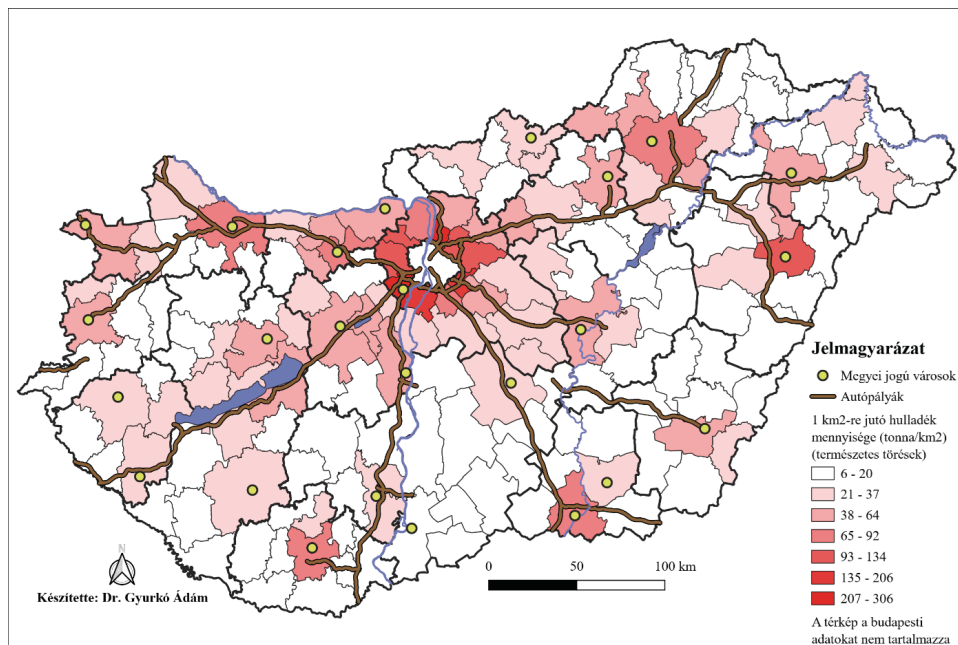 N
Készítette: Dr. Gyurkó Ádám
0
50
100 km
Jelmagyarázat
Megyei jogú városok
Autópályák
1 km2-re jutó hulladék
mennyisége (tonna/km2)
(természetes törések)
6 - 20
21 - 37
38 - 64
65 - 92
93 - 134
135 - 206
207 - 306
A térkép a budapesti
adatokat nem tartalmazza